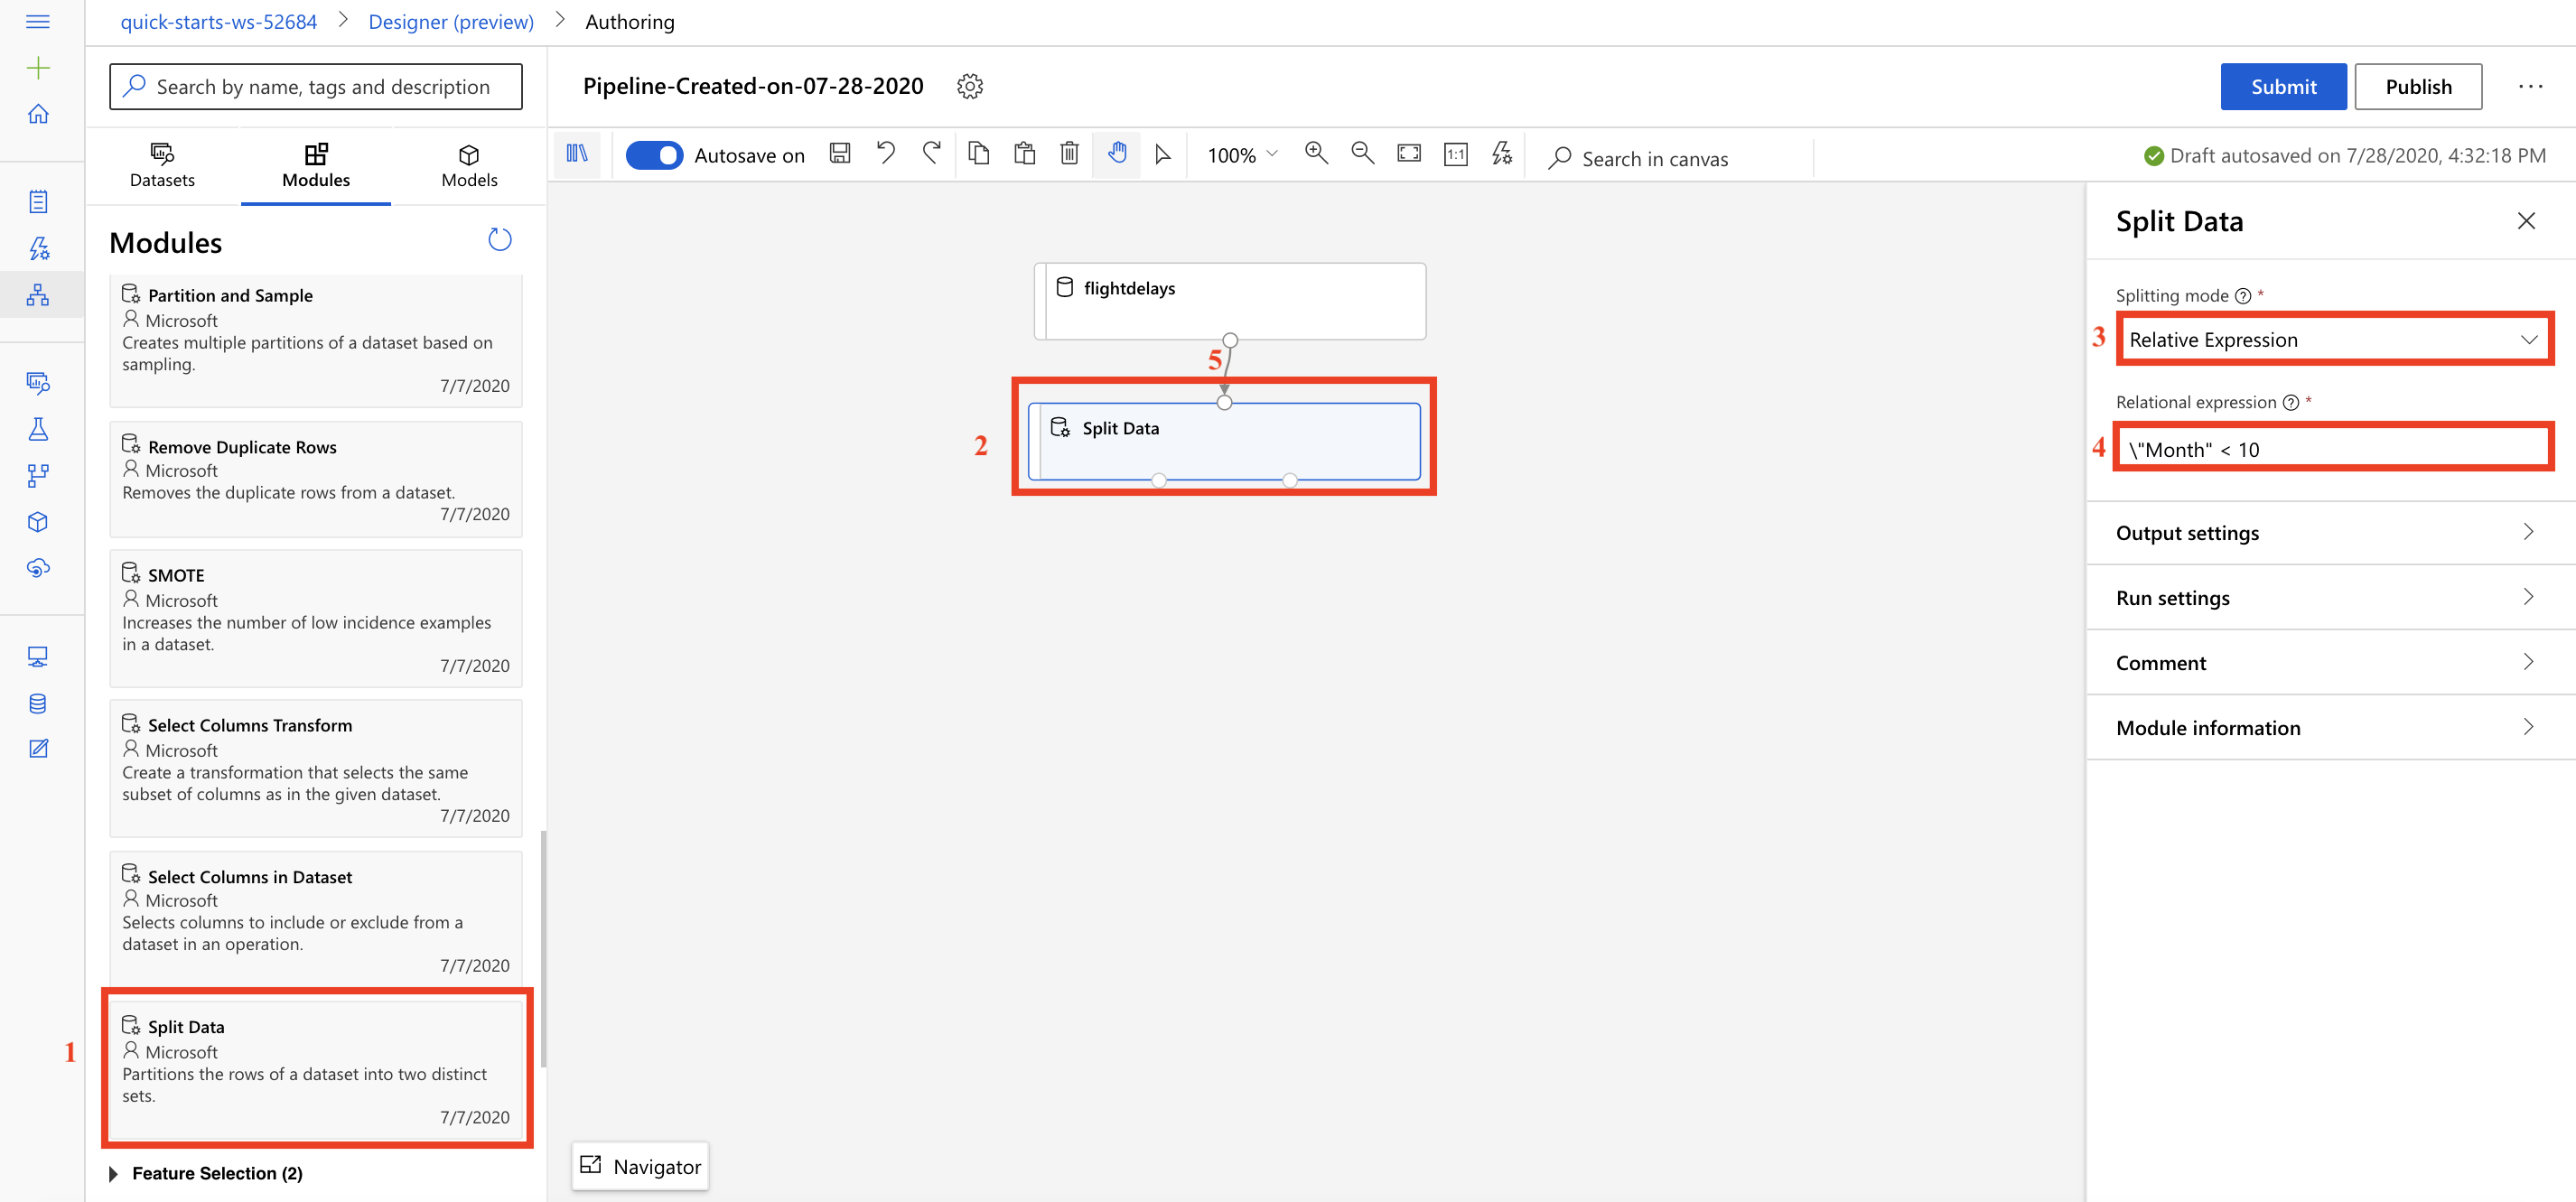 quick-starts-ws-52684 > Designer (preview) > Authoring
Search by name, tags and description
Datasets
Modules
Models
Modules
Partition and Sample
Microsoft
Creates multiple partitions of a dataset based on
sampling.
7/7/2020
Remove Duplicate Rows
Microsoft
Removes the duplicate rows from a dataset.
7/7/2020
SMOTE
Microsoft
Increases the number of low incidence examples
in a dataset.
7/7/2020
Select Columns Transform
Microsoft
Create a transformation that selects the same
subset of columns as in the given dataset.
7/7/2020
Select Columns in Dataset
Microsoft
Selects columns to include or exclude from a
dataset in an operation.
7/7/2020
1
Split Data
Microsoft
Partitions the rows of a dataset into two distinct
sets.
7/7/2020
Feature Selection (2)
Pipeline-Created-on-07-28-2020
Submit
Publish
...
Autosave on
100%
1:1
Search in canvas
Draft autosaved on 7/28/2020, 4:32:18 PM
flightdelays
5
2
Split Data
Navigator
Split Data
Splitting mode ? *
3
Relative Expression
Relational expression ? *
4
\"Month" < 10
Output settings
Run settings
Comment
Module information